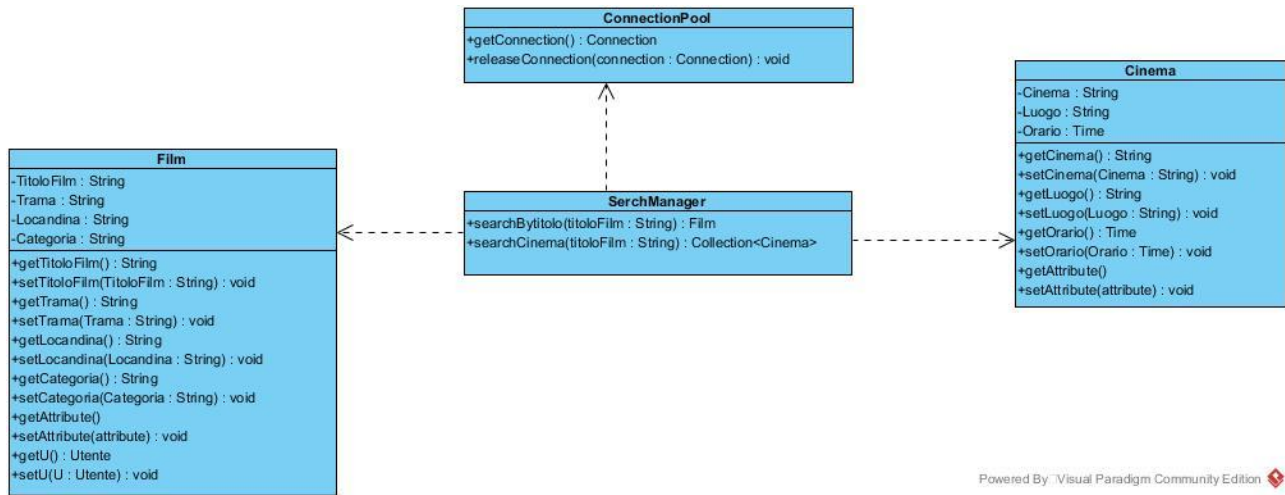 ConnectionPool
+getConnection() : Connection
+releaseConnection(connection : Connection) : void
Cinema
-Cinema : String
-Luogo : String
-Orario : Time
+getCinema() : String
+setCinema(Cinema : String) : void
+getLuogo() : String
+setLuogo(Luogo : String) : void
+getOrario() : Time
+setOrario(Orario : Time) : void
+getAttribute()
+setAttribute(attribute) : void
Film
-TitoloFilm : String
-Trama : String
-Locandina : String
-Categoria : String
+getTitoloFilm() : String
+setTitoloFilm(TitoloFilm : String) : void
+getTrama() : String
+setTrama(Trama : String) : void
+getLocandina() : String
+setLocandina(Locandina : String) : void
+getCategoria() : String
+setCategoria(Categoria : String) : void
+getAttribute()
+setAttribute(attribute) : void
+getU() : Utente
+setU(U : Utente) : void
SerchManager
+searchBytitolo(titoloFilm : String) : Film
+searchCinema(titoloFilm : String) : Collection<Cinema>
Powered By Visual Paradigm Community Edition